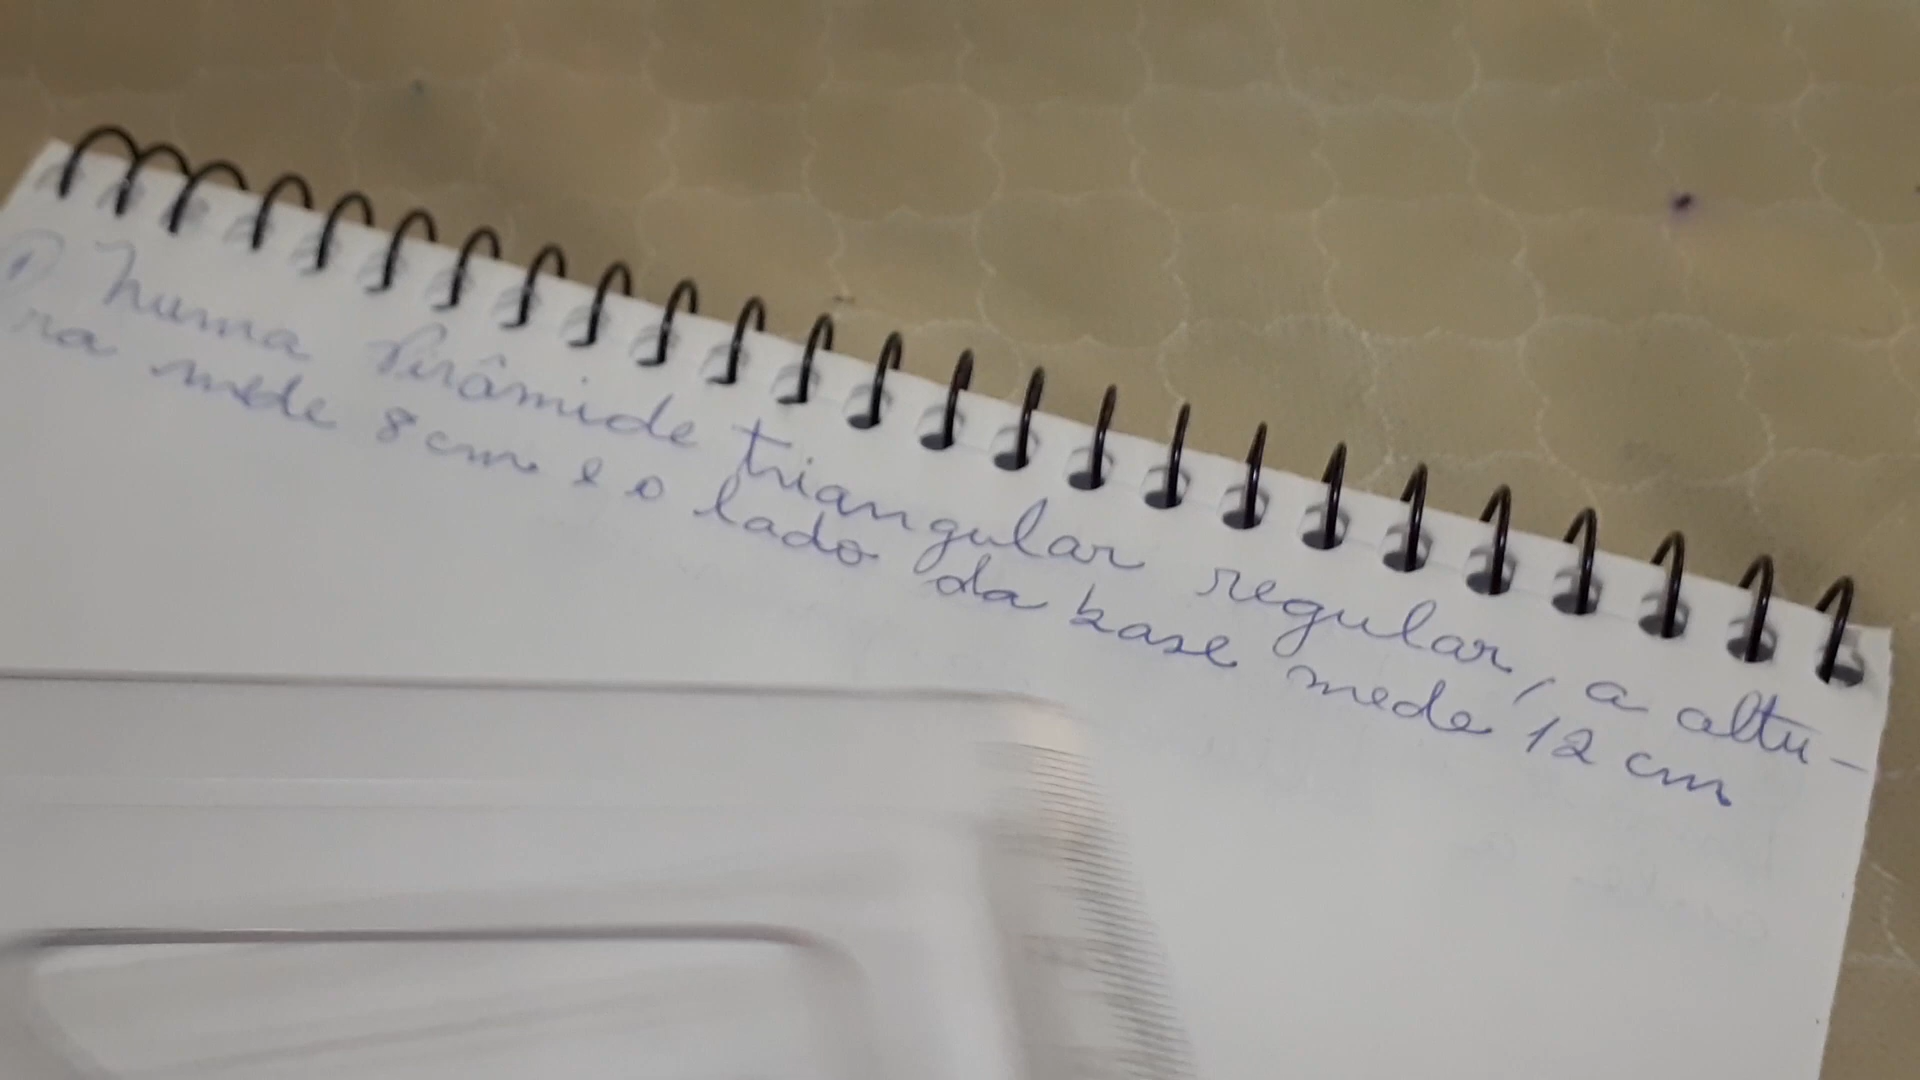 1) Numa Pirâmide triangular regular, a altu-
ra mede 8 cm e o lado da base mede 12 cm